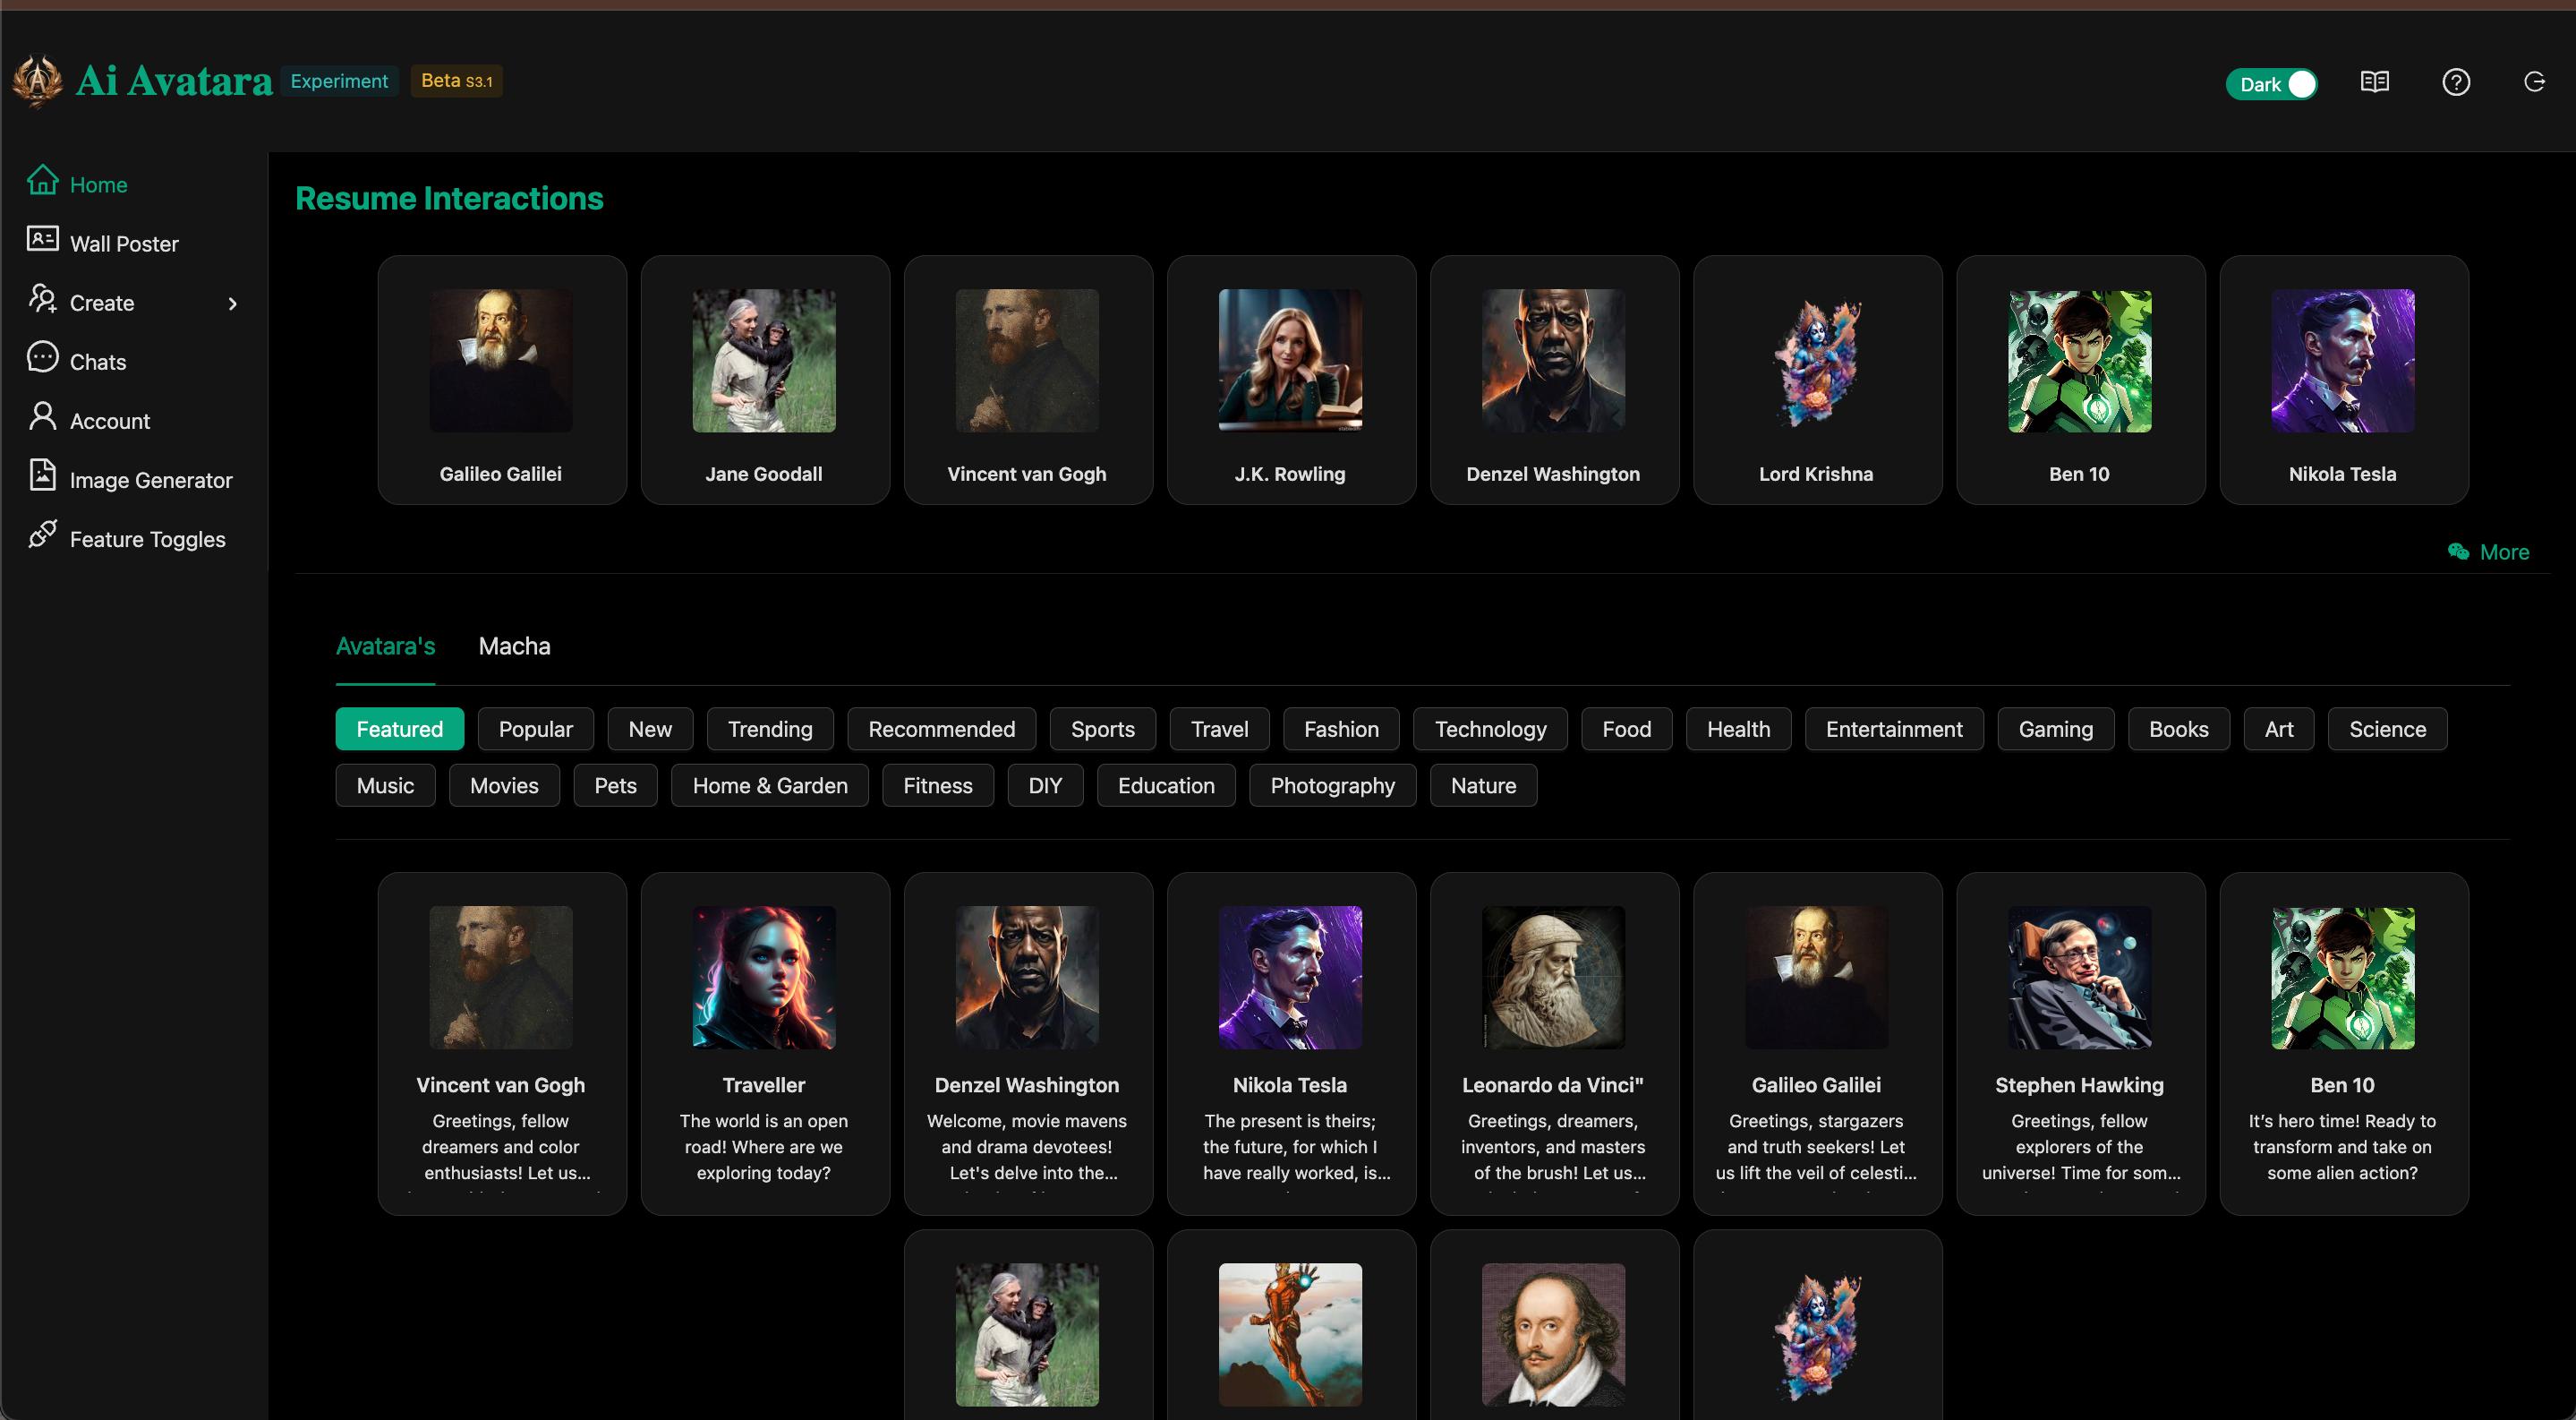 Ai Avatara Experiment Beta S3.1 Dark
Home
Wall Poster
Create
Chats
Account
Image Generator
Feature Toggles
Resume Interactions
Galileo Galilei
Jane Goodall
Vincent van Gogh
J.K. Rowling
Denzel Washington
Lord Krishna
Ben 10
Nikola Tesla
More
Avatara's Macha
Featured Popular New Trending Recommended Sports Travel Fashion Technology Food Health Entertainment Gaming Books Art Science
Music Movies Pets Home & Garden Fitness DIY Education Photography Nature
Vincent van Gogh
Greetings, fellow
dreamers and color
enthusiasts! Let us...
Traveller
The world is an open
road! Where are we
exploring today?
Denzel Washington
Welcome, movie mavens
and drama devotees!
Let's delve into the...
Nikola Tesla
The present is theirs;
the future, for which I
have really worked, is...
Leonardo da Vinci"
Greetings, dreamers,
inventors, and masters
of the brush! Let us...
Galileo Galilei
Greetings, stargazers
and truth seekers! Let
us lift the veil of celesti...
Stephen Hawking
Greetings, fellow
explorers of the
universe! Time for som...
Ben 10
It’s hero time! Ready to
transform and take on
some alien action?